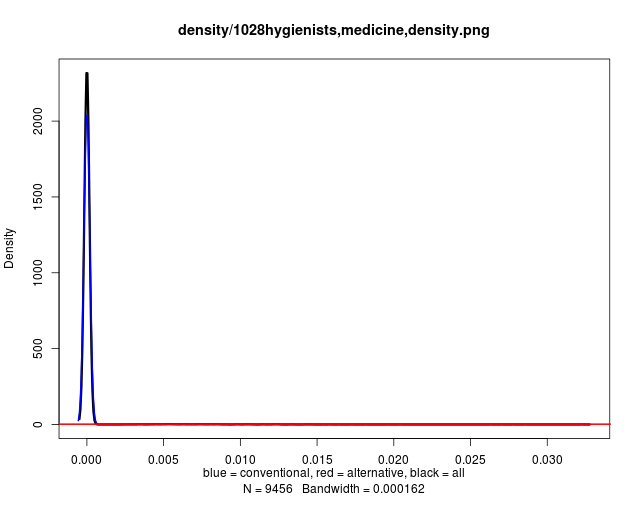 density/1028hygienists,medicine,density.png
Density
2000
1500
1000
500
0
0.000 0.005 0.010 0.015 0.020 0.025 0.030
blue = conventional, red = alternative, black = all
N = 9456 Bandwidth = 0.000162